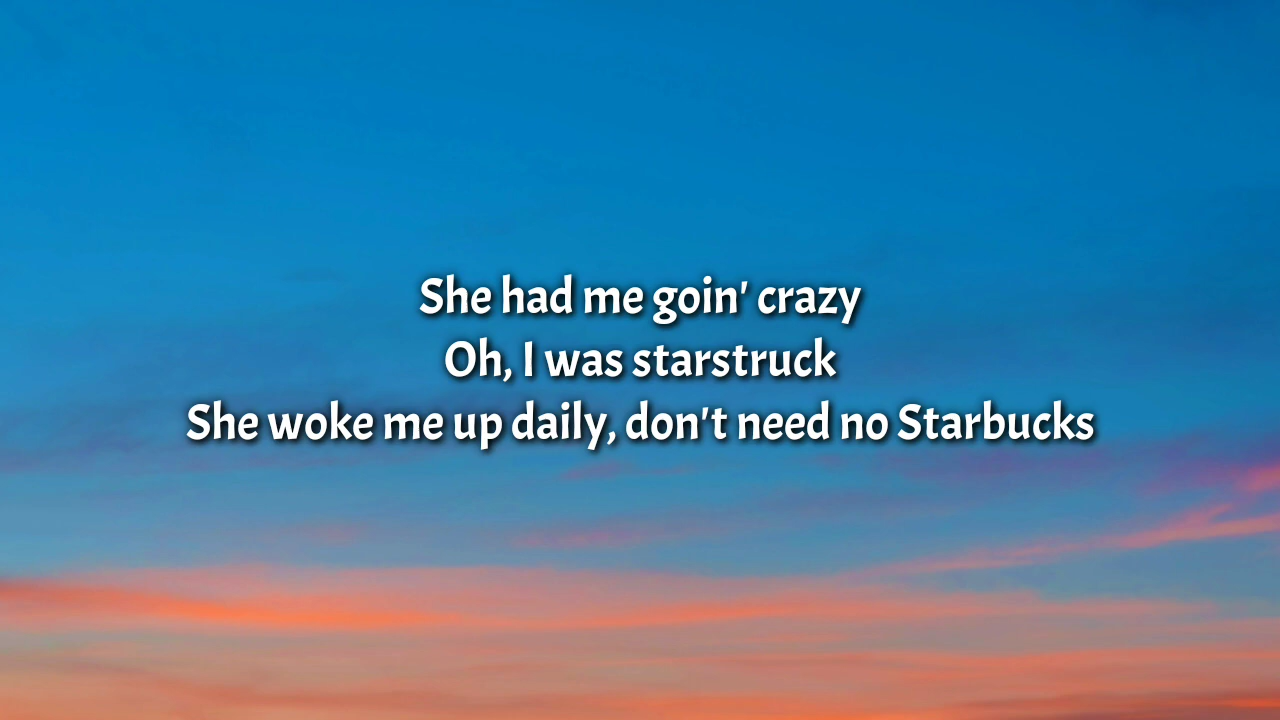 She had me goin' crazy
Oh, I was starstruck
She woke me up daily, don't need no Starbucks